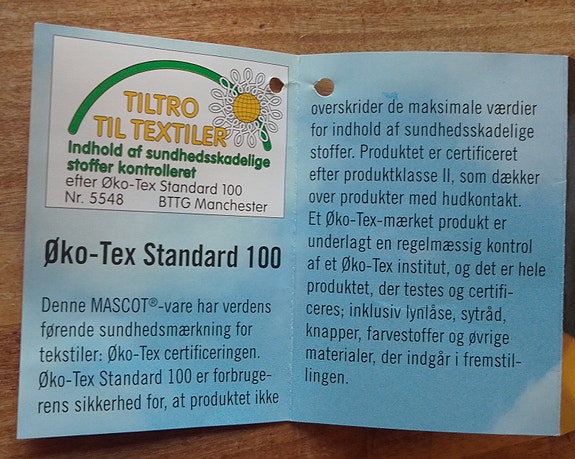 TILTRO
TIL TEXTILER
Indhold af sundhedsskadelige
stoffer kontrolleret
efter Øko-Tex Standard 100
Nr. 5548 BTTG Manchester
Øko-Tex Standard 100
Denne MASCOT®-vare har verdens
førende sundhedsmærkning for
tekstiler: Øko-Tex certificeringen.
Øko-Tex Standard 100 er forbruge-
rens sikkerhed for, at produktet ikke
overskrider de maksimale værdier
for indhold af sundhedsskadelige
stoffer. Produktet er certificeret
efter produktklasse II, som dækker
over produkter med hudkontakt.
Et Øko-Tex-mærket produkt er
underlagt en regelmæssig kontrol
af et Øko-Tex institut, og det er hele
produktet, der testes og certifi-
ceres; inklusiv lynlåse, sytråd,
knapper, farvestoffer og øvrige
materialer, der indgår i fremstil-
lingen.